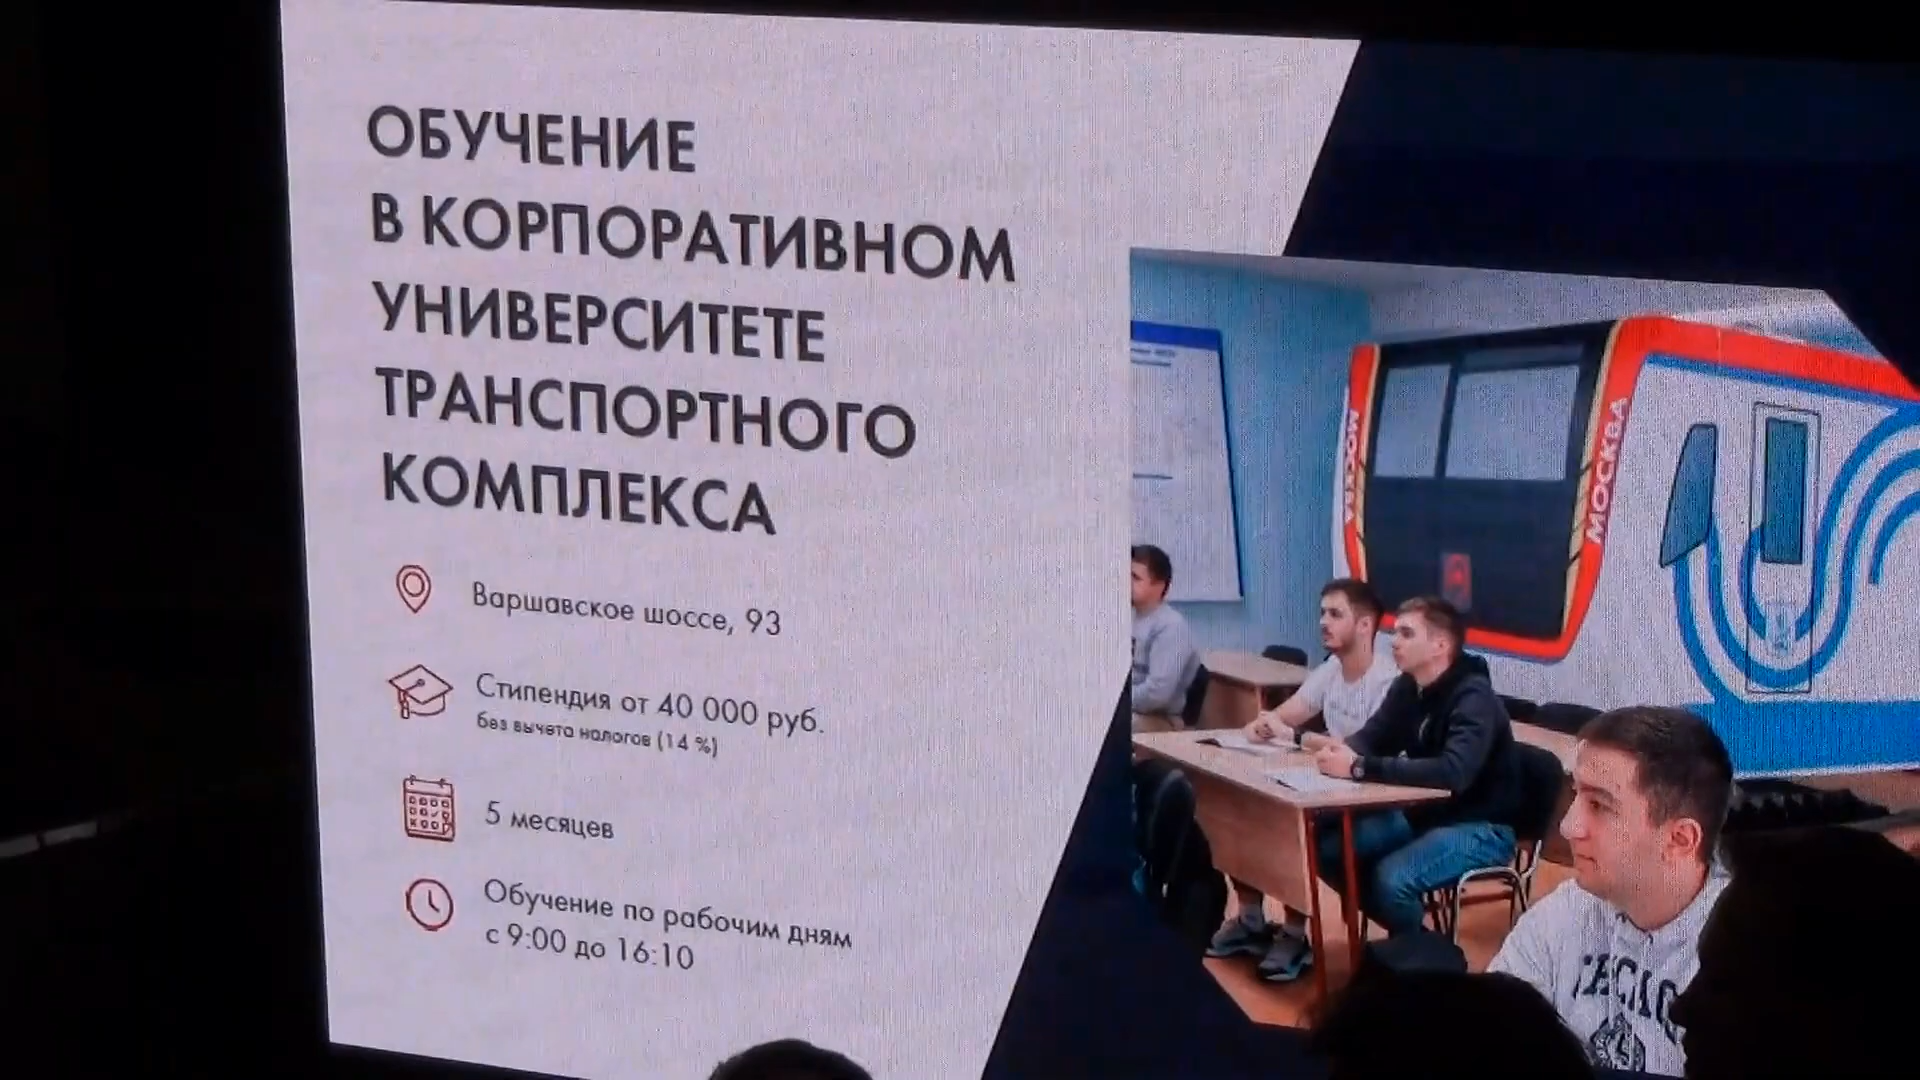 ОБУЧЕНИЕ
В КОРПОРАТИВНОМ
УНИВЕРСИТЕТЕ
ТРАНСПОРТНОГО
КОМПЛЕКСА
Варшавское шоссе, 93
Стипендия от 40 000 руб.
без вычета налогов (14 %)
5 месяцев
Обучение по рабочим дням
с 9:00 до 16:10
МОСКВА
МОСКВА